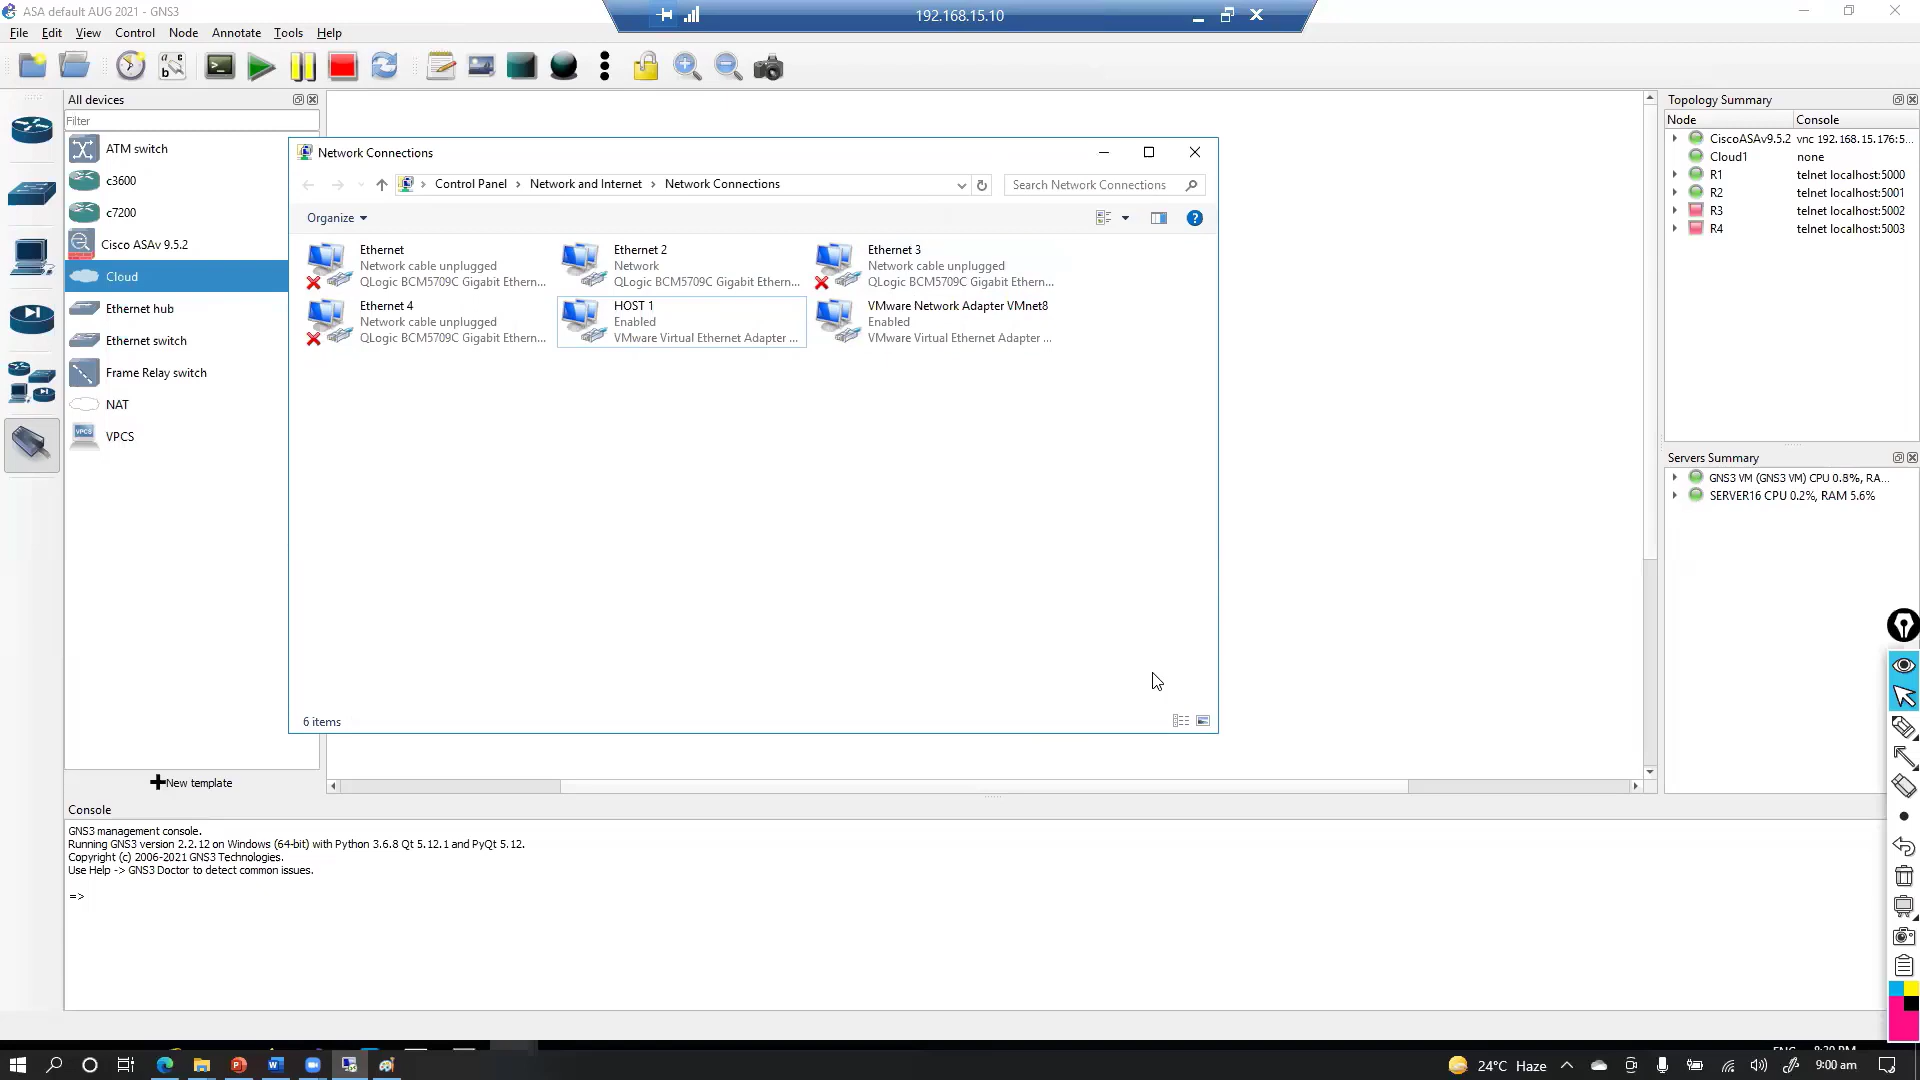 ASA default AUG 2021 - GNS3
192.168.15.10
File Edit View Control Node Annotate Tools Help
All devices
Filter
ATM switch
c3600
c7200
Cisco ASAv 9.5.2
Cloud
Ethernet hub
Ethernet switch
Frame Relay switch
NAT
VPCS
New template
Network Connections
Control Panel > Network and Internet > Network Connections
Search Network Connections
Organize
Ethernet
Network cable unplugged
QLogic BCM5709C Gigabit Ethern...
Ethernet 2
Network
QLogic BCM5709C Gigabit Ethern...
Ethernet 3
Network cable unplugged
QLogic BCM5709C Gigabit Ethern...
Ethernet 4
Network cable unplugged
QLogic BCM5709C Gigabit Ethern...
HOST 1
Enabled
VMware Virtual Ethernet Adapter ...
VMware Network Adapter VMnet8
Enabled
VMware Virtual Ethernet Adapter ...
6 items
Topology Summary
Node Console
CiscoASAv9.5.2 vnc 192.168.15.176:5...
Cloud1 none
R1 telnet localhost:5000
R2 telnet localhost:5001
R3 telnet localhost:5002
R4 telnet localhost:5003
Servers Summary
GNS3 VM (GNS3 VM) CPU 0.8%, RA...
SERVER16 CPU 0.2%, RAM 5.6%
Console
GNS3 management console.
Running GNS3 version 2.2.12 on Windows (64-bit) with Python 3.6.8 Qt 5.12.1 and PyQt 5.12.
Copyright (c) 2006-2021 GNS3 Technologies.
Use Help -> GNS3 Doctor to detect common issues.
=>
24°C Haze
9:00 am